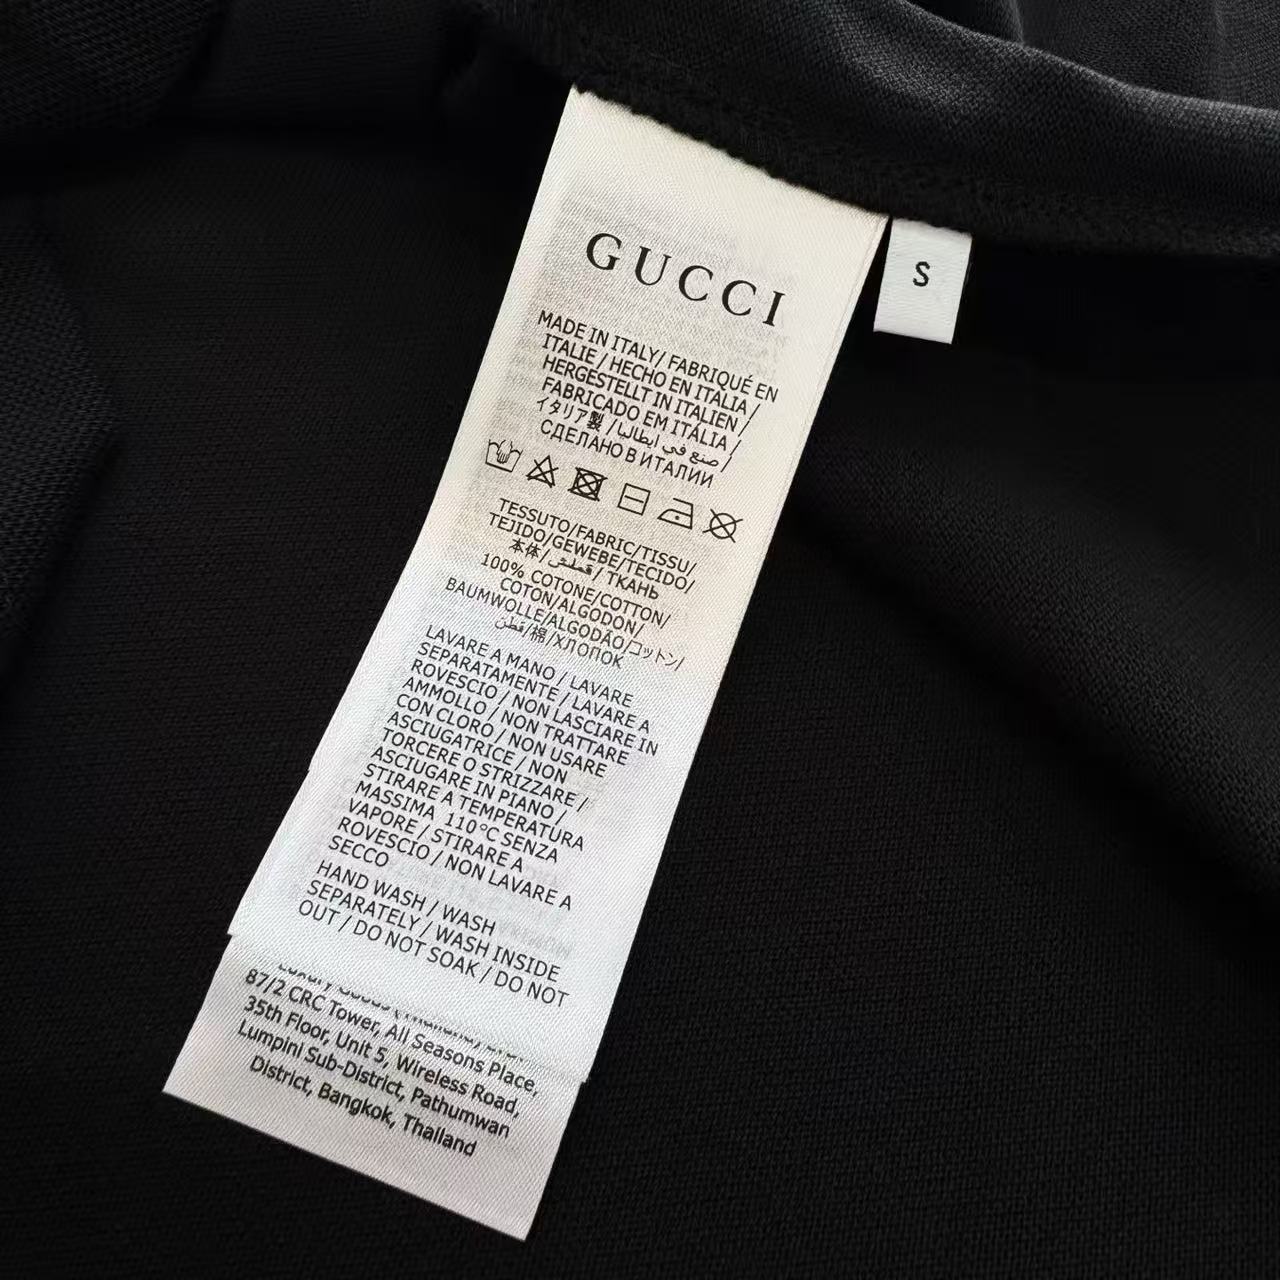 GUCCI
S
MADE IN ITALY/ FABRIQUÉ EN
ITALIE / HECHO EN ITALIA /
HERGESTELLT IN ITALIEN /
FABRICADO EM ITÁLIA /
イタリア製 / صنع في ايطاليا /
СДЕЛАНО В ИТАЛИИ
TESSUTO/FABRIC/TISSU/
TEJIDO/GEWEBE/TECIDO/
本体/قطش/ТКАНЬ
100% COTONE/COTTON/
COTON/ALGODON/
BAUMWOLLE/ALGODÃO/コットン/
قطن/棉/ХЛОПОК
LAVARE A MANO / LAVARE
SEPARATAMENTE / LAVARE A
ROVESCIO / NON LASCIARE IN
AMMOLLO / NON TRATTARE
CON CLORO / NON USARE
ASCIUGATRICE / NON
TORCERE O STRIZZARE /
ASCIUGARE IN PIANO /
STIRARE A TEMPERATURA
MASSIMA 110°C SENZA
VAPORE / STIRARE A
ROVESCIO / NON LAVARE A
SECCO
HAND WASH / WASH
SEPARATELY / WASH INSIDE
OUT / DO NOT SOAK / DO NOT
Luxury Goods (Thailand)
87/2 CRC Tower, All Seasons Place,
35th Floor, Unit 5, Wireless Road,
Lumpini Sub-District, Pathumwan
District, Bangkok, Thailand